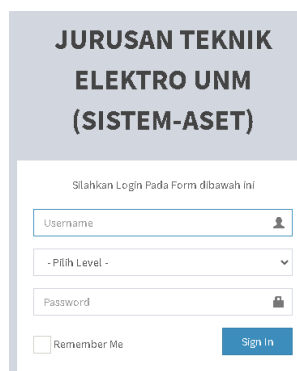 JURUSAN TEKNIK
ELEKTRO UNM
(SISTEM-ASET)
Silahkan Login Pada Form dibawah ini
Username
- Pilih Level -
Password
Remember Me
Sign In